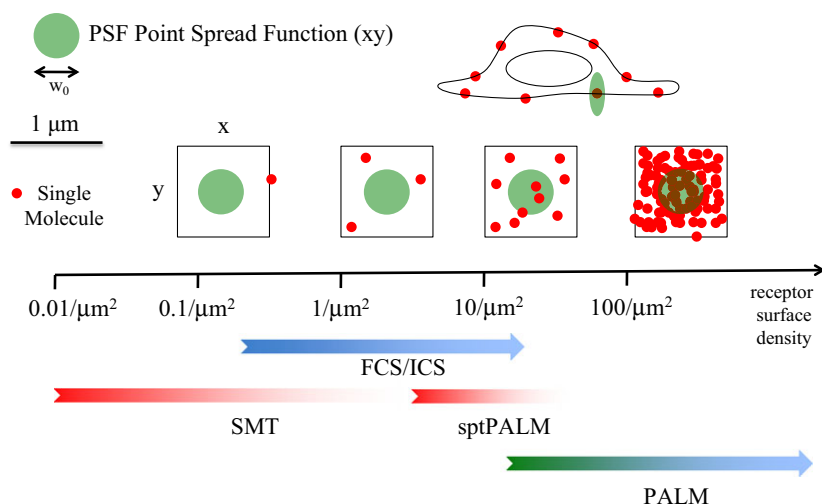 PSF Point Spread Function (xy)
w₀
1 μm
x
y
Single
Molecule
0.01/μm²
0.1/μm²
1/μm²
10/μm²
100/μm²
receptor
surface
density
FCS/ICS
SMT
sptPALM
PALM